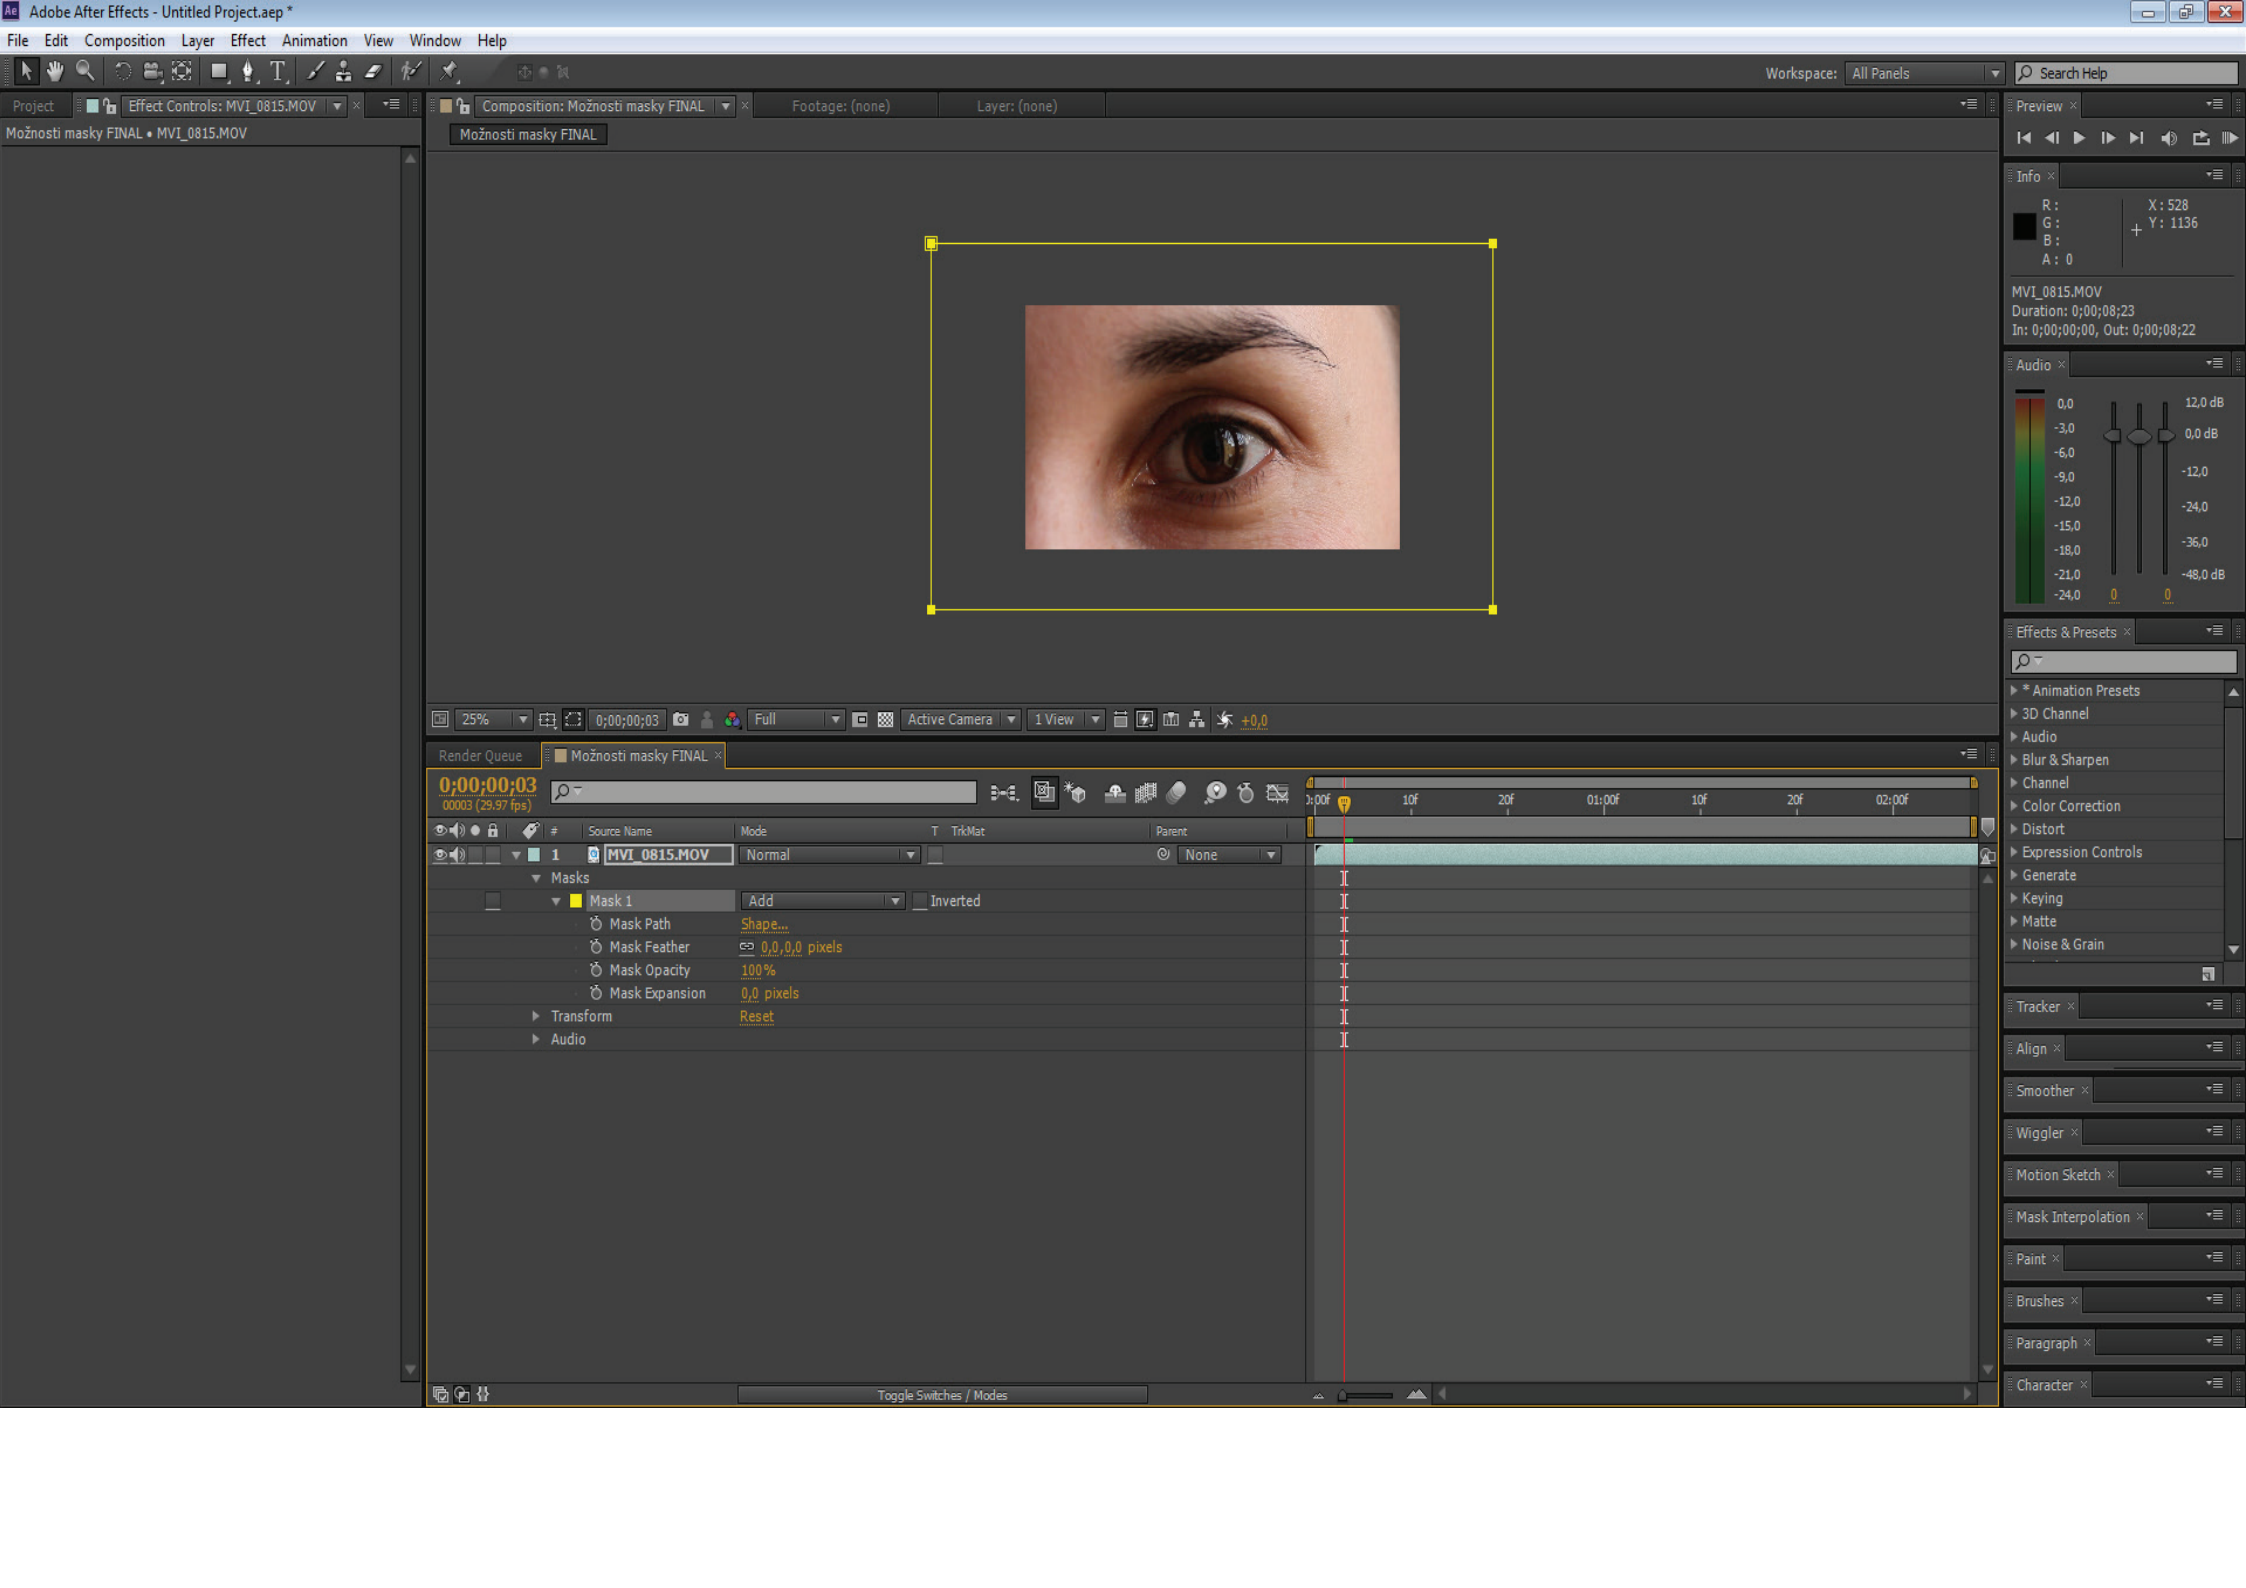 Ae Adobe After Effects - Untitled Project.aep *
File Edit Composition Layer Effect Animation View Window Help
T Workspace: All Panels Search Help
Project Effect Controls: MVI_0815.MOV × Composition: Možnosti masky FINAL × Footage: (none) Layer: (none) Preview ×
Možnosti masky FINAL • MVI_0815.MOV
Možnosti masky FINAL
Info ×
R :
G :
B :
A : 0
X : 528
Y : 1136
MVI_0815.MOV
Duration: 0;00;08;23
In: 0;00;00;00, Out: 0;00;08;22
Audio ×
0,0
-3,0
-6,0
-9,0
-12,0
-15,0
-18,0
-21,0
-24,0
0 0
12,0 dB
0,0 dB
-12,0
-24,0
-36,0
-48,0 dB
Effects & Presets ×
* Animation Presets
3D Channel
Audio
Blur & Sharpen
Channel
Color Correction
Distort
Expression Controls
Generate
Keying
Matte
Noise & Grain
Tracker ×
Align ×
Smoother ×
Wiggler ×
Motion Sketch ×
Mask Interpolation ×
Paint ×
Brushes ×
Paragraph ×
Character ×
25% 0;00;00;03 Full Active Camera 1 View +0,0
Render Queue Možnosti masky FINAL ×
0;00;00;03
00003 (29.97 fps)
):00f 10f 20f 01:00f 10f 20f 02:00f
# Source Name Mode T TrkMat Parent
1 MVI_0815.MOV Normal None
Masks
Mask 1 Add Inverted
Mask Path Shape...
Mask Feather 0,0,0,0 pixels
Mask Opacity 100%
Mask Expansion 0,0 pixels
Transform Reset
Audio
Toggle Switches / Modes